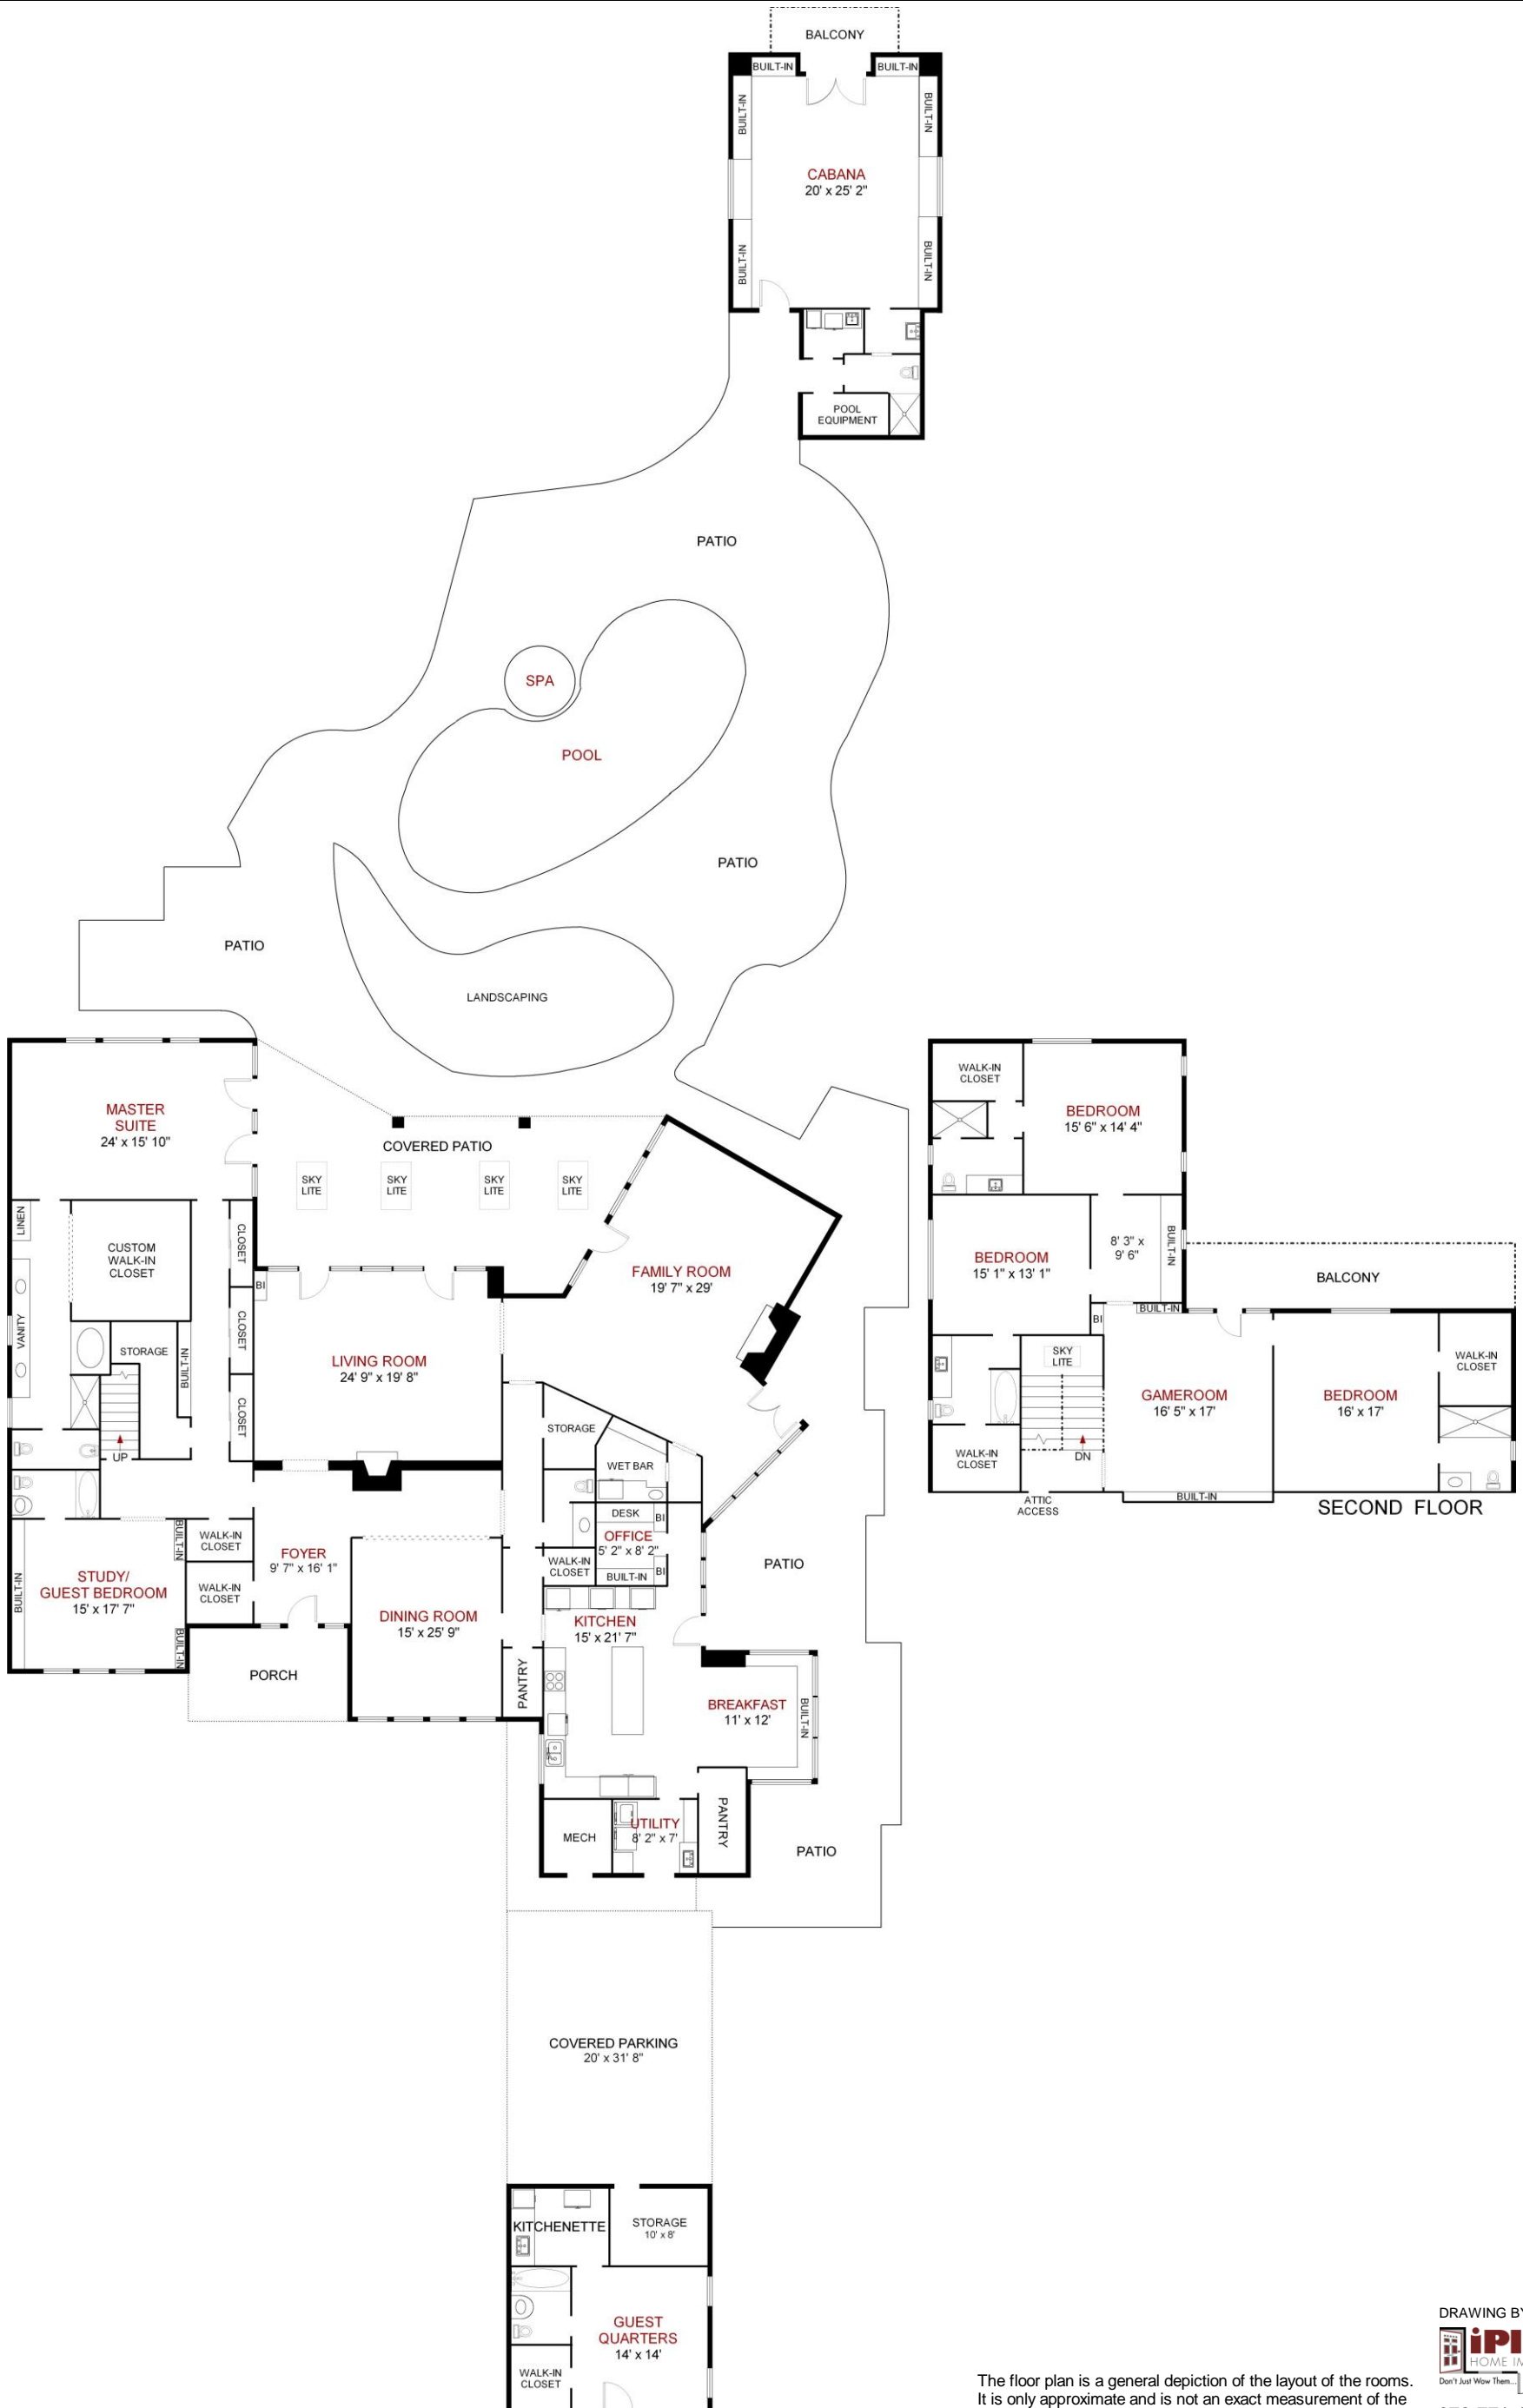 BALCONY
BUILT-IN
BUILT-IN
BUILT-IN
BUILT-IN
CABANA
20' x 25' 2"
BUILT-IN
BUILT-IN
POOL
EQUIPMENT
PATIO
SPA
POOL
PATIO
PATIO
LANDSCAPING
MASTER
SUITE
24' x 15' 10"
COVERED PATIO
SKY
LITE
SKY
LITE
SKY
LITE
SKY
LITE
LINEN
CUSTOM
WALK-IN
CLOSET
CLOSET
BI
VANITY
STORAGE
BUILT-IN
CLOSET
CLOSET
UP
LIVING ROOM
24' 9" x 19' 8"
FAMILY ROOM
19' 7" x 29'
STORAGE
WET BAR
DESK
BI
OFFICE
5' 2" x 8' 2"
BUILT-IN
BI
WALK-IN
CLOSET
BUILT-IN
STUDY/
GUEST BEDROOM
15' x 17' 7"
BUILT-IN
BUILT-IN
WALK-IN
CLOSET
WALK-IN
CLOSET
FOYER
9' 7" x 16' 1"
PORCH
DINING ROOM
15' x 25' 9"
KITCHEN
15' x 21' 7"
PANTRY
BREAKFAST
11' x 12'
BUILT-IN
PATIO
MECH
UTILITY
8' 2" x 7'
PANTRY
PATIO
COVERED PARKING
20' x 31' 8"
KITCHENETTE
STORAGE
10' x 8'
GUEST
QUARTERS
14' x 14'
WALK-IN
CLOSET
WALK-IN
CLOSET
BEDROOM
15' 6" x 14' 4"
BEDROOM
15' 1" x 13' 1"
8' 3" x
9' 6"
BUILT-IN
BALCONY
BI
BUILT-IN
SKY
LITE
DN
WALK-IN
CLOSET
ATTIC
ACCESS
GAMEROOM
16' 5" x 17'
BUILT-IN
BEDROOM
16' x 17'
WALK-IN
CLOSET
SECOND FLOOR
DRAWING BY
iPl
HOME IM
Don't Just Wow Them...
The floor plan is a general depiction of the layout of the rooms.
It is only approximate and is not an exact measurement of the